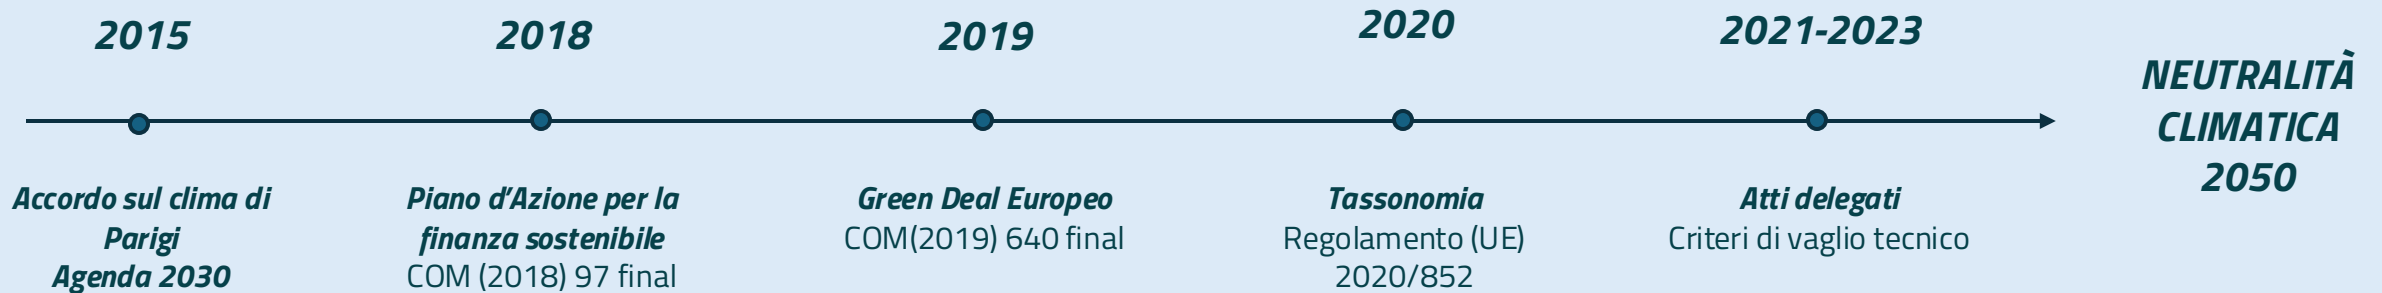 2015
Accordo sul clima di
Parigi
Agenda 2030
2018
Piano d’Azione per la
finanza sostenibile
COM (2018) 97 final
2019
Green Deal Europeo
COM(2019) 640 final
2020
Tassonomia
Regolamento (UE)
2020/852
2021-2023
Atti delegati
Criteri di vaglio tecnico
NEUTRALITÀ
CLIMATICA
2050